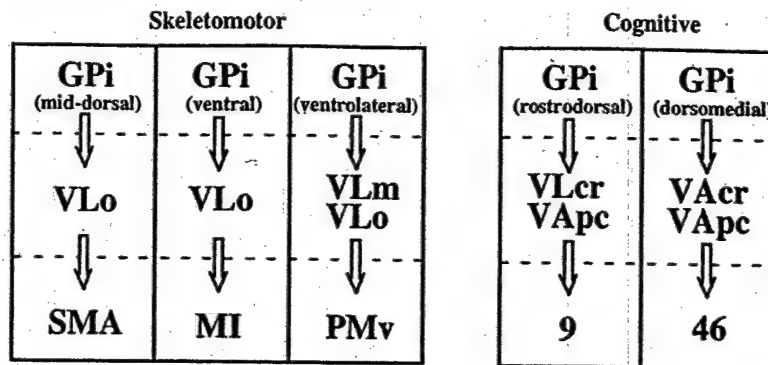 Skeletomotor
Cognitive
GPi
(mid-dorsal)
VLo
SMA
GPi
(ventral)
VLo
MI
GPi
(ventrolateral)
VLm
VLo
PMv
GPi
(rostrodorsal)
VLcr
VApc
9
GPi
(dorsomedial)
VAcr
VApc
46